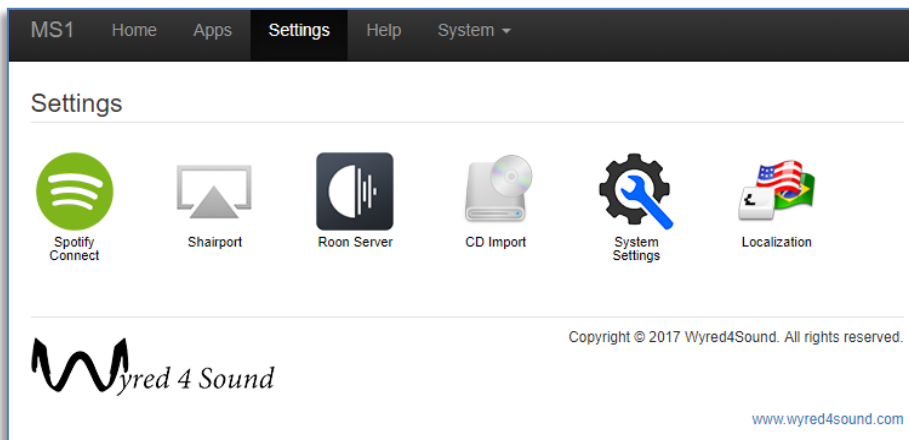 MS1 Home Apps Settings Help System
Settings
Spotify
Connect
Shairport
Roon Server
CD Import
System
Settings
Localization
Copyright © 2017 Wyred4Sound. All rights reserved.
Wyred 4 Sound
www.wyred4sound.com